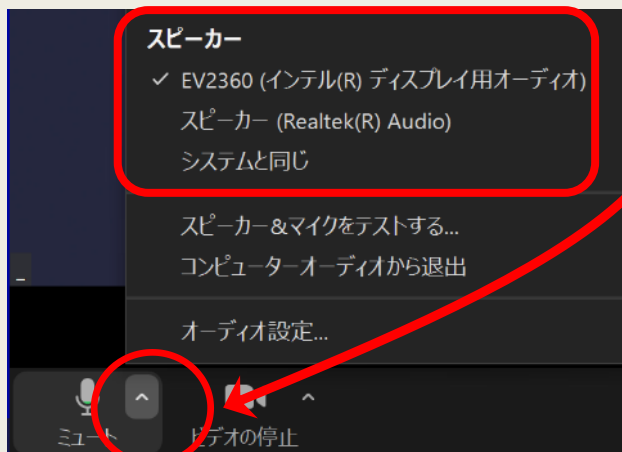 スピーカー
EV2360 (インテル(R) ディスプレイ用オーディオ)
スピーカー (Realtek(R) Audio)
システムと同じ
スピーカー&マイクをテストする...
コンピューターオーディオから退出
オーディオ設定...
ミュート
ビデオの停止